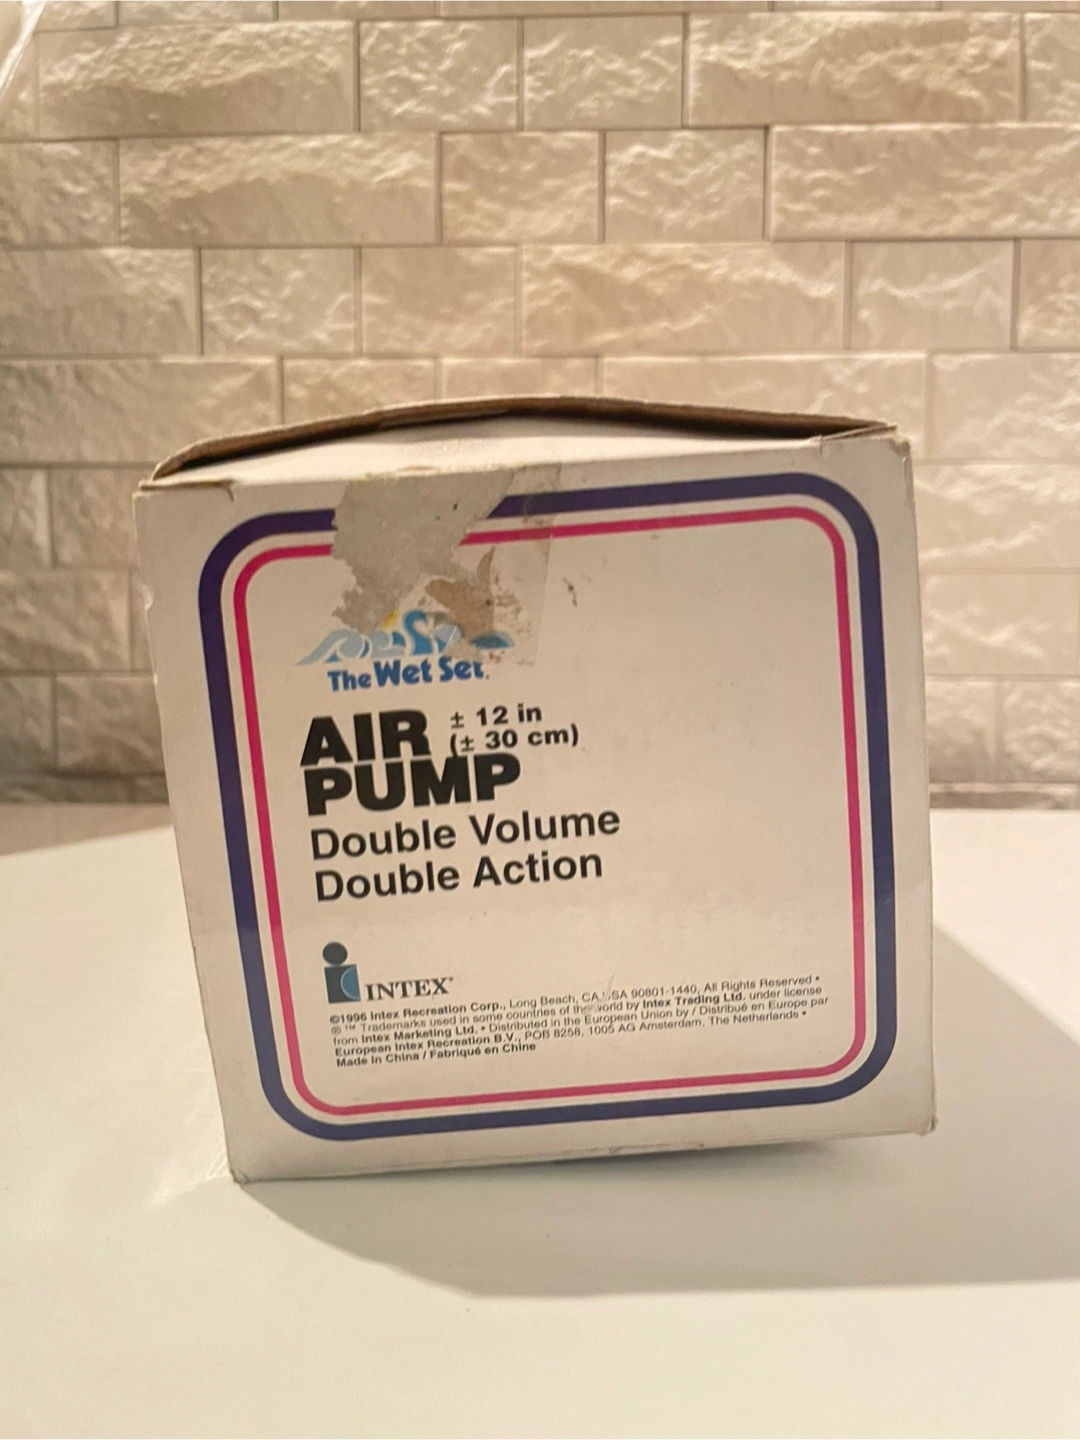 The Wet Set.
AIR ± 12 in
(± 30 cm)
PUMP
Double Volume
Double Action
INTEX®
©1996 Intex Recreation Corp., Long Beach, CA USA 90801-1440, All Rights Reserved •
® ™ Trademarks used in some countries of the world by Intex Trading Ltd. under license
from Intex Marketing Ltd. • Distributed in the European Union by / Distribué en Europe par
European Intex Recreation B.V., POB 8258, 1005 AG Amsterdam, The Netherlands •
Made in China / Fabriqué en Chine